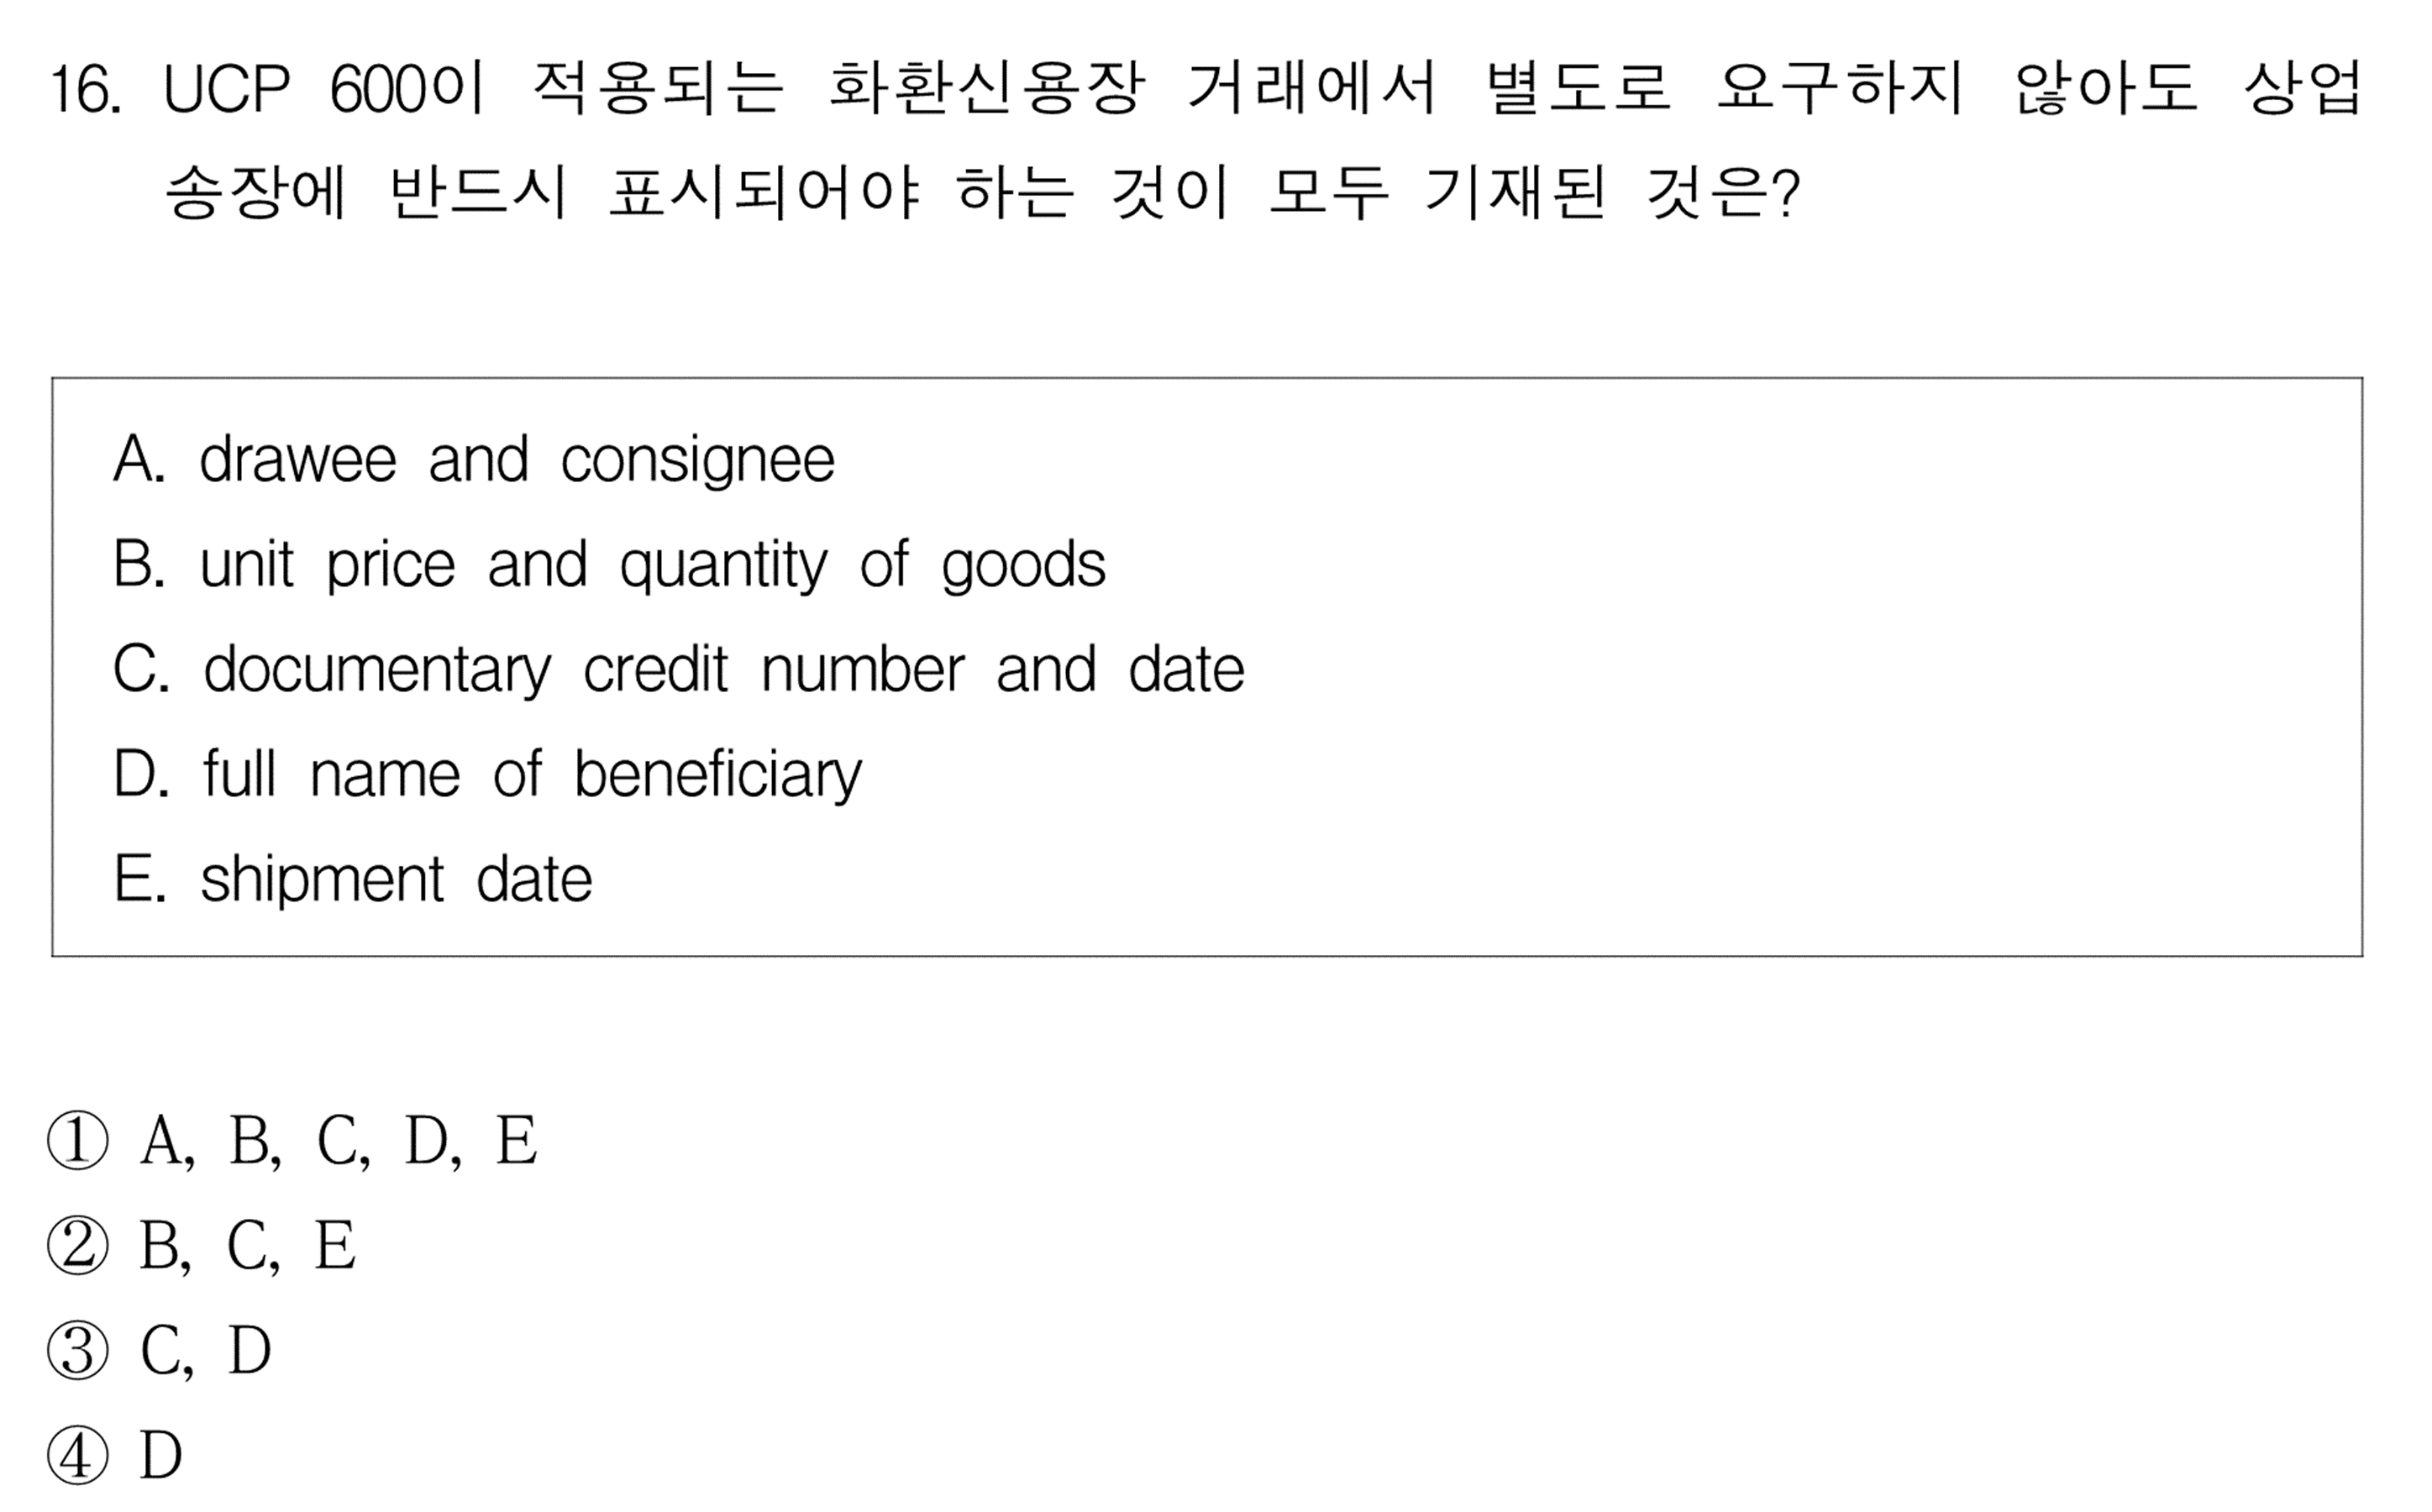 16. UCP 600이 적용되는 화환신용장 거래에서 별도로 요구하지 않아도 상업
송장에 반드시 표시되어야 하는 것이 모두 기재된 것은?
A. drawee and consignee
B. unit price and quantity of goods
C. documentary credit number and date
D. full name of beneficiary
E. shipment date
① A, B, C, D, E
② B, C, E
③ C, D
④ D